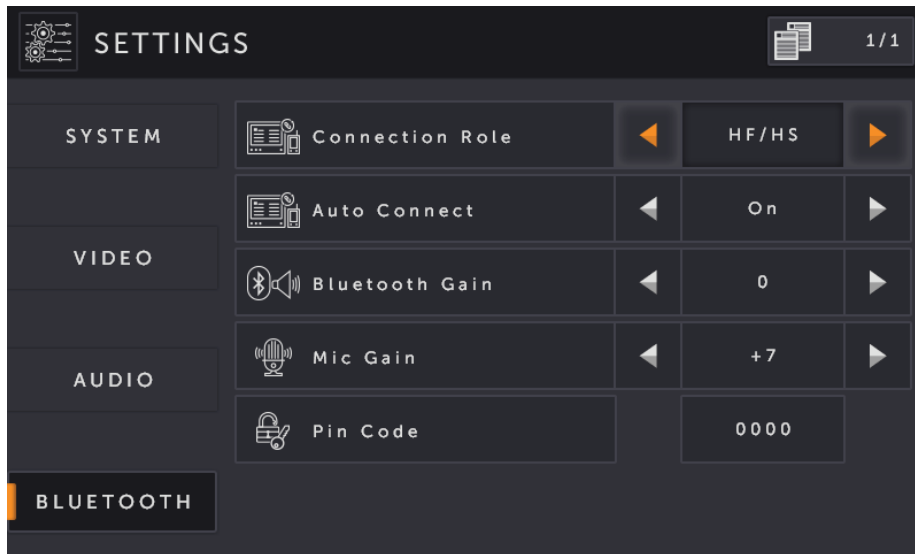 SETTINGS
1/1
SYSTEM
VIDEO
AUDIO
BLUETOOTH
Connection Role
HF/HS
Auto Connect
On
Bluetooth Gain
0
Mic Gain
+7
Pin Code
0000